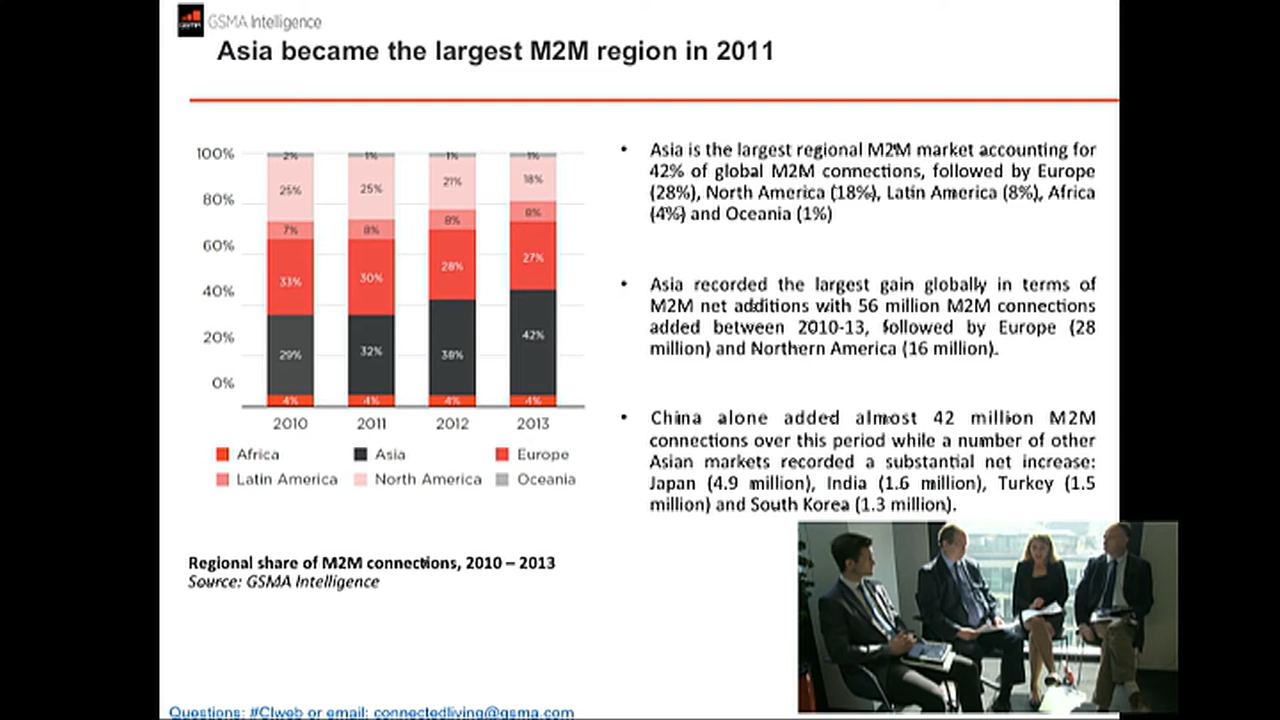 GSMA Intelligence
Asia became the largest M2M region in 2011
100%
80%
60%
40%
20%
0%
2%
25%
7%
33%
29%
4%
1%
25%
8%
30%
32%
4%
1%
21%
8%
28%
38%
4%
1%
18%
8%
27%
42%
4%
2010 2011 2012 2013
Africa Asia Europe
Latin America North America Oceania
Regional share of M2M connections, 2010 – 2013
Source: GSMA Intelligence
• Asia is the largest regional M2M market accounting for
42% of global M2M connections, followed by Europe
(28%), North America (18%), Latin America (8%), Africa
(4%) and Oceania (1%)
• Asia recorded the largest gain globally in terms of
M2M net additions with 56 million M2M connections
added between 2010-13, followed by Europe (28
million) and Northern America (16 million).
• China alone added almost 42 million M2M
connections over this period while a number of other
Asian markets recorded a substantial net increase:
Japan (4.9 million), India (1.6 million), Turkey (1.5
million) and South Korea (1.3 million).
Questions: #CIweb or email: connectedliving@gsma.com